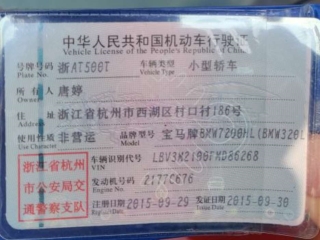 中华人民共和国机动车行驶证
Vehicle License of the People's Republic of China
号牌号码 浙AT500T 车辆类型 小型轿车
Plate No. Vehicle Type
所有人 唐婷
Owner
住址 浙江省杭州市西湖区村口村186号
Address
使用性质 非营运 品牌型号 宝马牌BMW7200HL(BMW320L
Use Character Model
浙江省杭州
市公安局交
通警察支队
车辆识别代号
VIN
发动机号码 2177C676
Engine No.
注册日期 2015-09-29 发证日期 2015-09-30
Register Date Issue Date